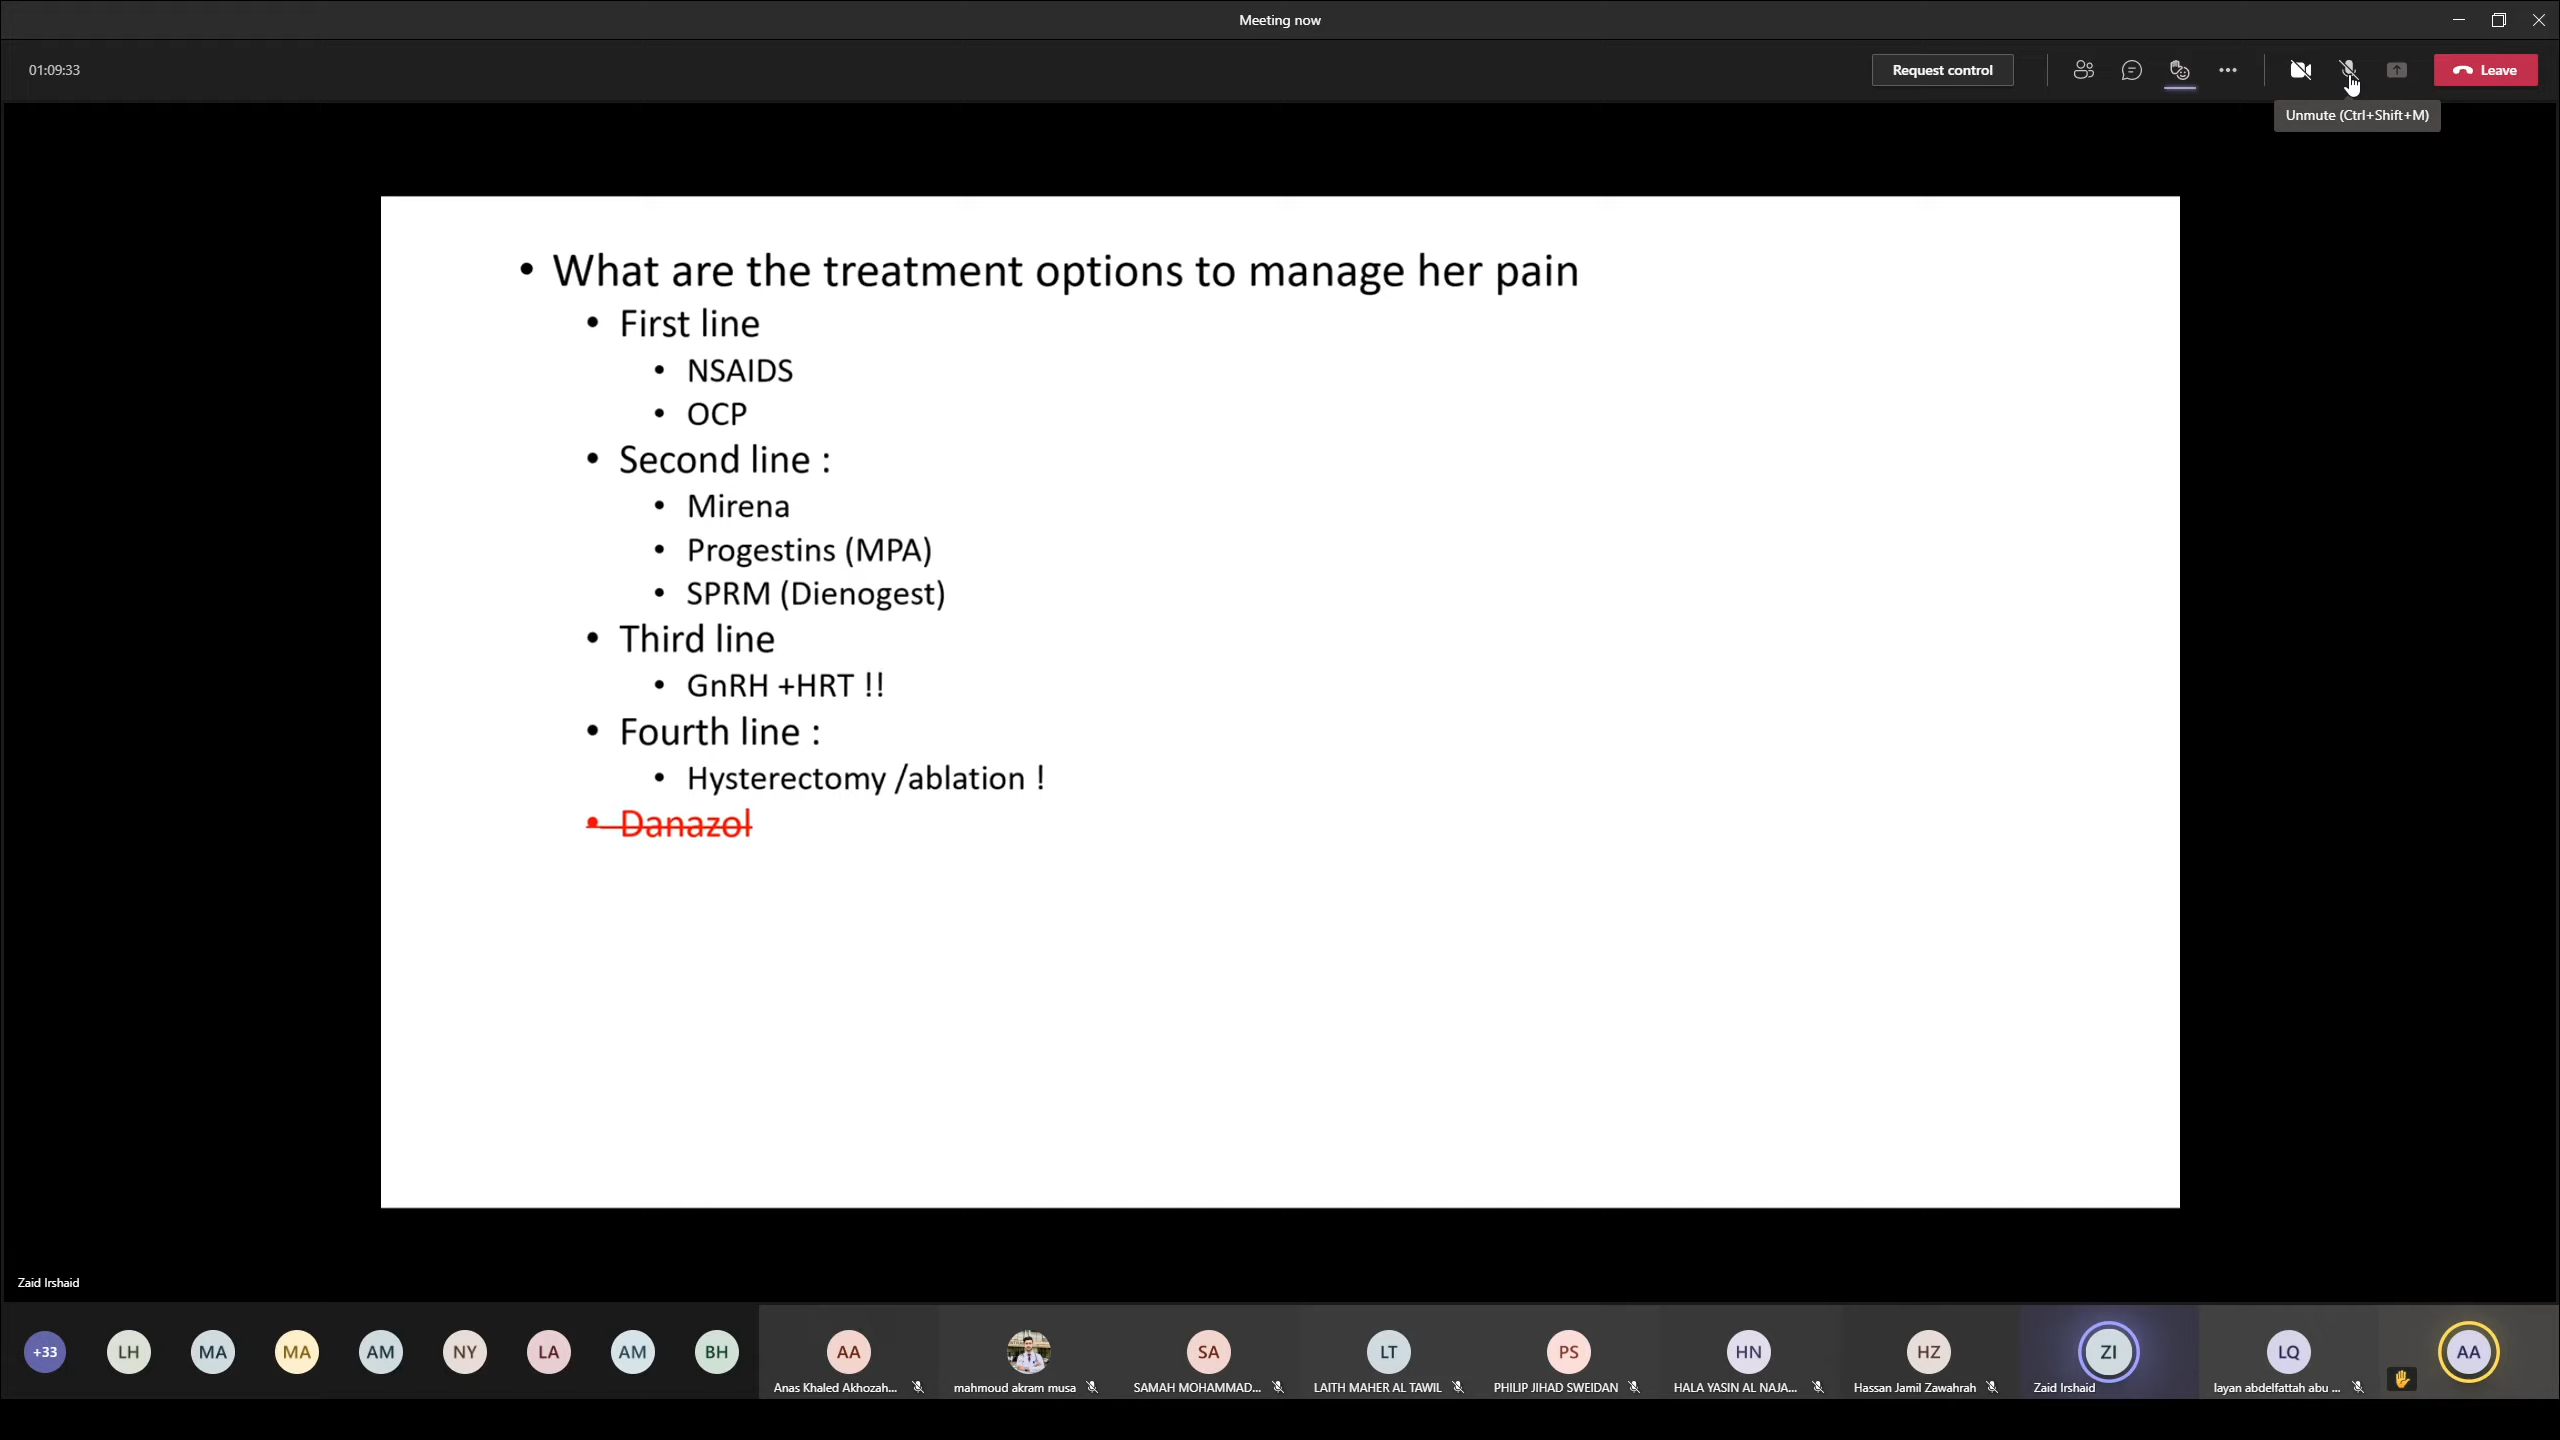 Meeting now
01:09:33
Request control
Leave
Unmute (Ctrl+Shift+M)
• What are the treatment options to manage her pain
• First line
• NSAIDS
• OCP
• Second line :
• Mirena
• Progestins (MPA)
• SPRM (Dienogest)
• Third line
• GnRH +HRT !!
• Fourth line :
• Hysterectomy /ablation !
• Danazol
Zaid Irshaid
+33 LH MA MA AM NY LA AM BH AA SA LT PS HN HZ ZI LQ AA
Anas Khaled Akhozah... mahmoud akram musa SAMAH MOHAMMAD... LAITH MAHER AL TAWIL PHILIP JIHAD SWEIDAN HALA YASIN AL NAJA... Hassan Jamil Zawahrah Zaid Irshaid layan abdelfattah abu ...